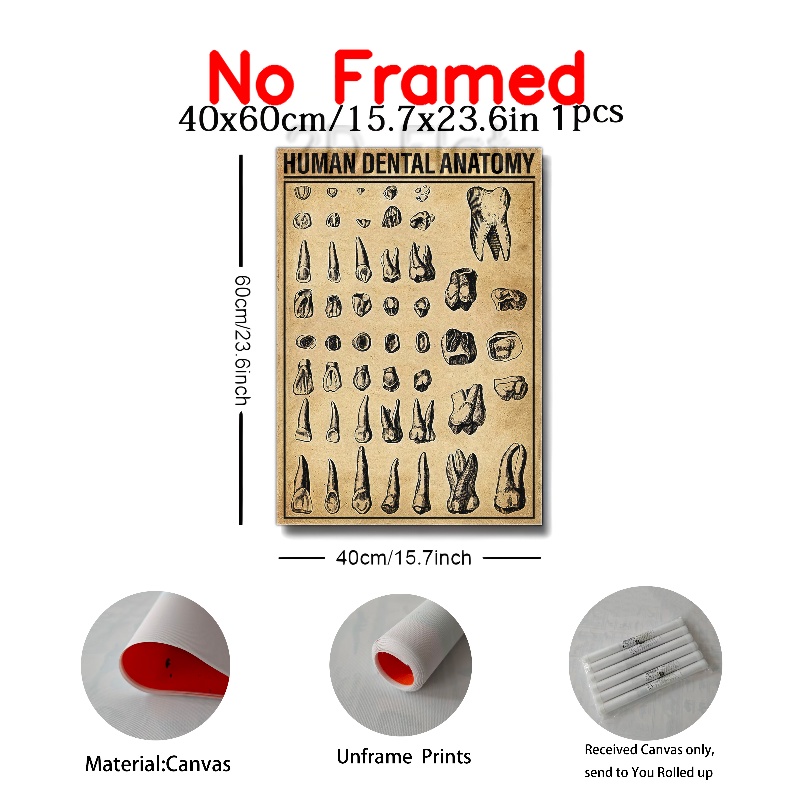 No Framed
40x60cm/15.7x23.6in 1pcs
HUMAN DENTAL ANATOMY
60cm/23.6inch
40cm/15.7inch
Material:Canvas
Unframe Prints
Received Canvas only,
send to You Rolled up